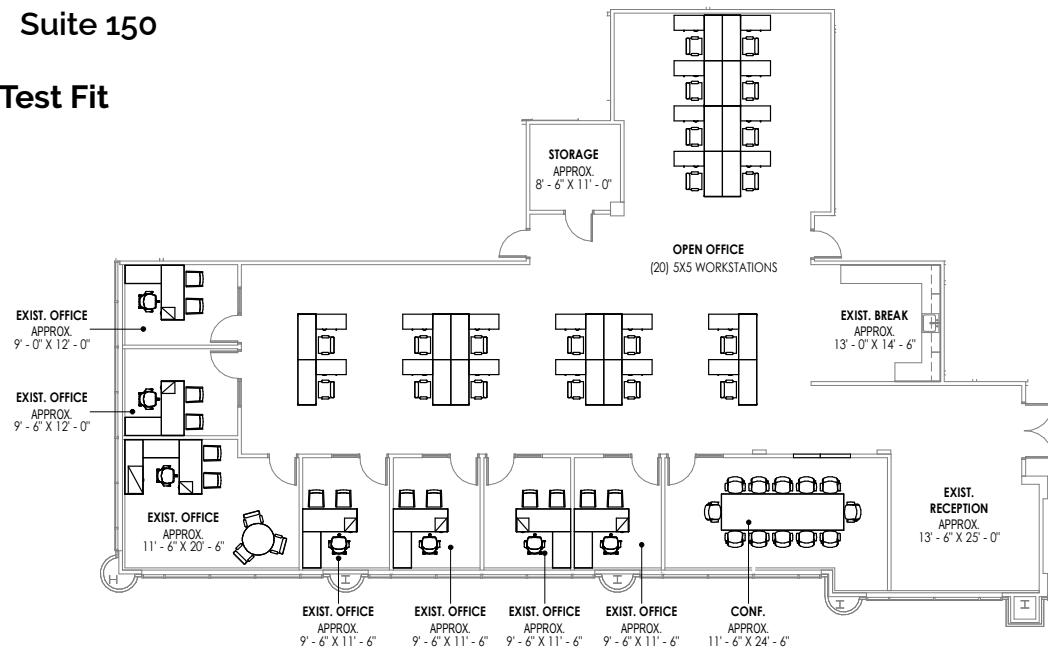 Suite 150
Test Fit
STORAGE
APPROX.
8' - 6" X 11' - 0"
OPEN OFFICE
(20) 5X5 WORKSTATIONS
EXIST. OFFICE
APPROX.
9' - 0" X 12' - 0"
EXIST. BREAK
APPROX.
13' - 0" X 14' - 6"
EXIST. OFFICE
APPROX.
9' - 6" X 12' - 0"
EXIST. OFFICE
APPROX.
11' - 6" X 20' - 6"
EXIST.
RECEPTION
APPROX.
13' - 6" X 25' - 0"
EXIST. OFFICE
APPROX.
9' - 6" X 11' - 6"
EXIST. OFFICE
APPROX.
9' - 6" X 11' - 6"
EXIST. OFFICE
APPROX.
9' - 6" X 11' - 6"
EXIST. OFFICE
APPROX.
9' - 6" X 11' - 6"
CONF.
APPROX.
11' - 6" X 24' - 6"